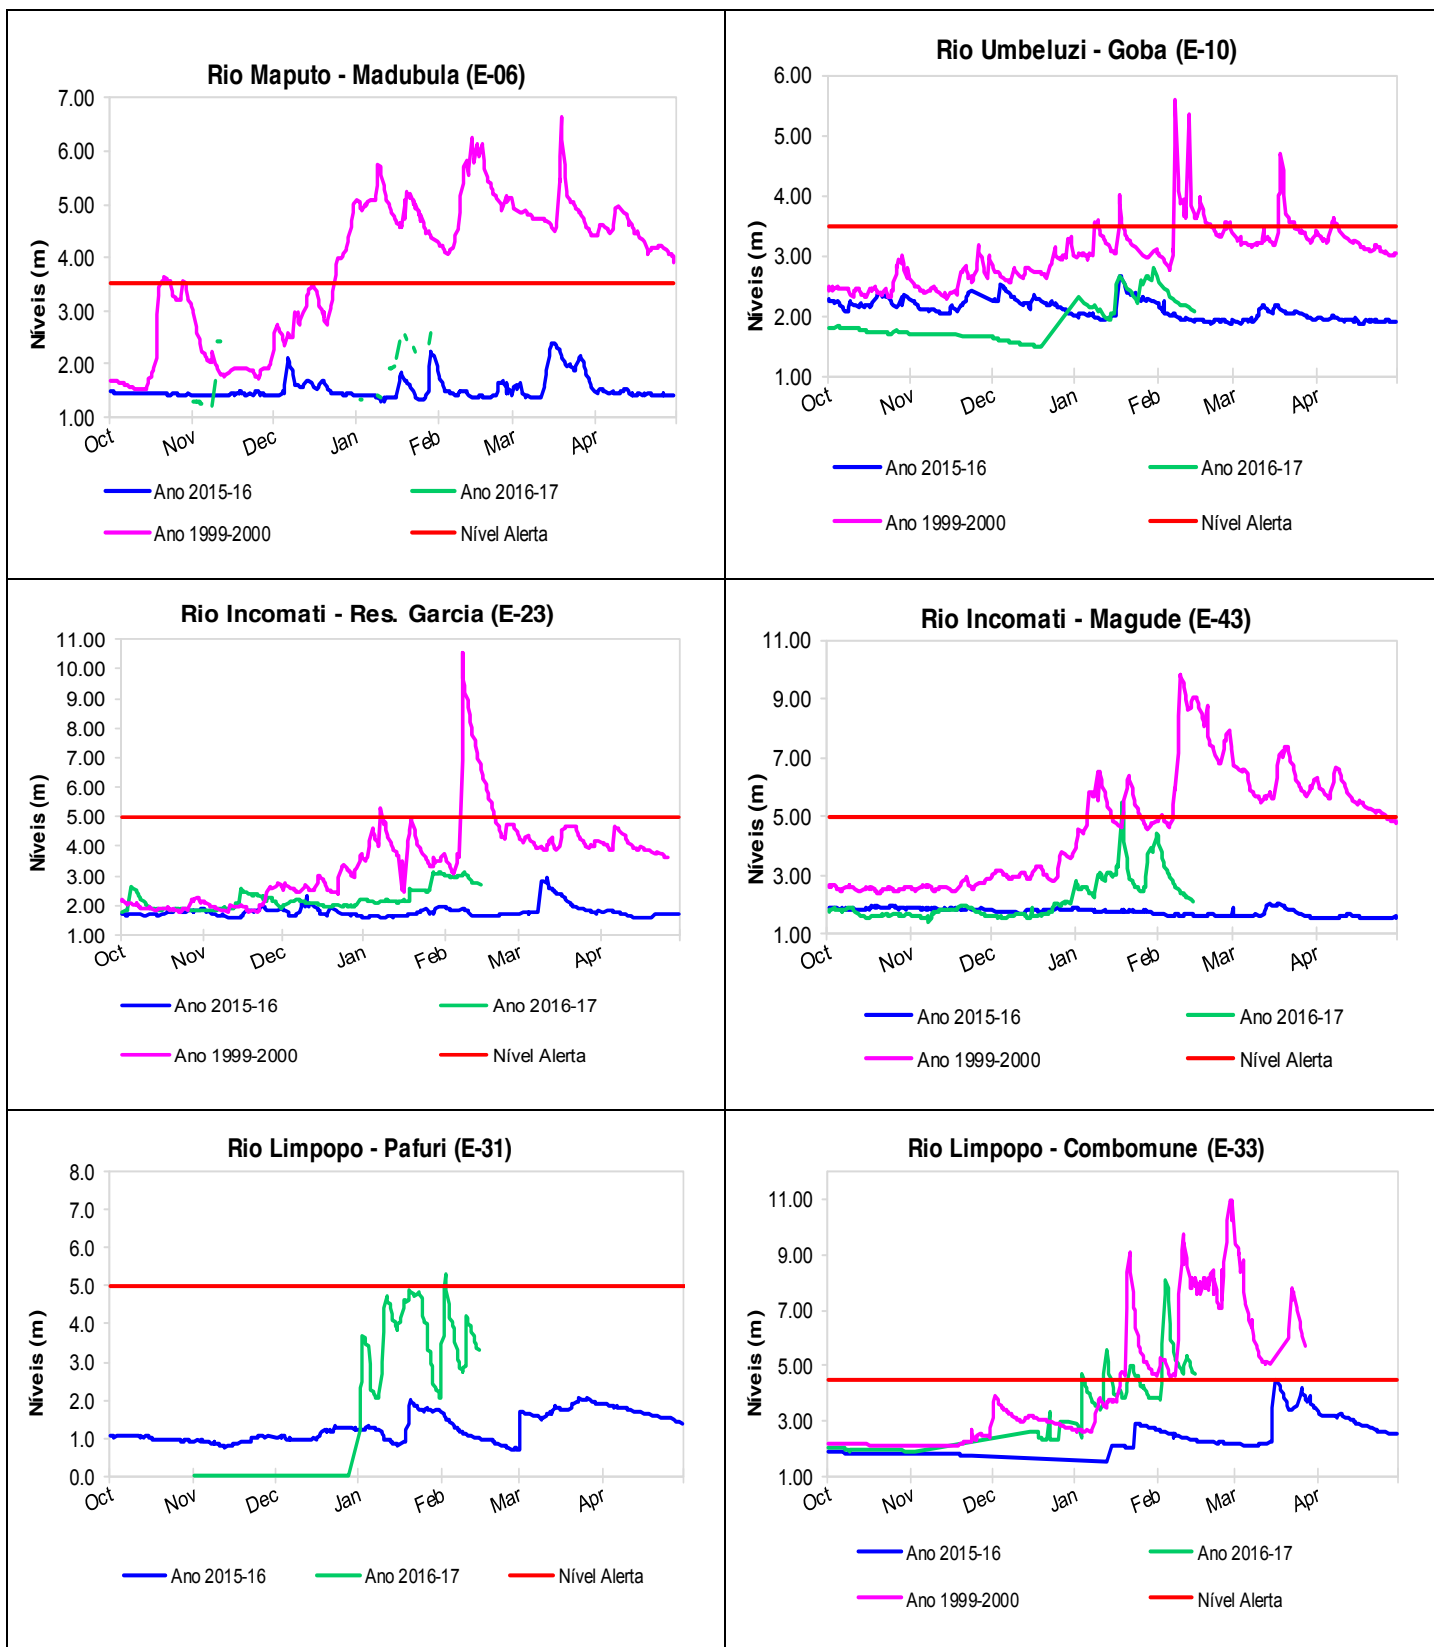 Rio Maputo - Madubula (E-06)
Níveis (m)
7.00
6.00
5.00
4.00
3.00
2.00
1.00
Oct Nov Dec Jan Feb Mar Apr
Ano 2015-16 Ano 2016-17
Ano 1999-2000 Nível Alerta
Rio Umbeluzi - Goba (E-10)
Níveis (m)
6.00
5.00
4.00
3.00
2.00
1.00
Oct Nov Dec Jan Feb Mar Apr
Ano 2015-16 Ano 2016-17
Ano 1999-2000 Nível Alerta
Rio Incomati - Res. Garcia (E-23)
Níveis (m)
11.00
10.00
9.00
8.00
7.00
6.00
5.00
4.00
3.00
2.00
1.00
Oct Nov Dec Jan Feb Mar Apr
Ano 2015-16 Ano 2016-17
Ano 1999-2000 Nível Alerta
Rio Incomati - Magude (E-43)
Níveis (m)
11.00
9.00
7.00
5.00
3.00
1.00
Oct Nov Dec Jan Feb Mar Apr
Ano 2015-16 Ano 2016-17
Ano 1999-2000 Nível Alerta
Rio Limpopo - Pafuri (E-31)
Níveis (m)
8.0
7.0
6.0
5.0
4.0
3.0
2.0
1.0
0.0
Oct Nov Dec Jan Feb Mar Apr
Ano 2015-16 Ano 2016-17 Nível Alerta
Rio Limpopo - Combomune (E-33)
Níveis (m)
11.00
9.00
7.00
5.00
3.00
1.00
Oct Nov Dec Jan Feb Mar Apr
Ano 2015-16 Ano 2016-17
Ano 1999-2000 Nível Alerta